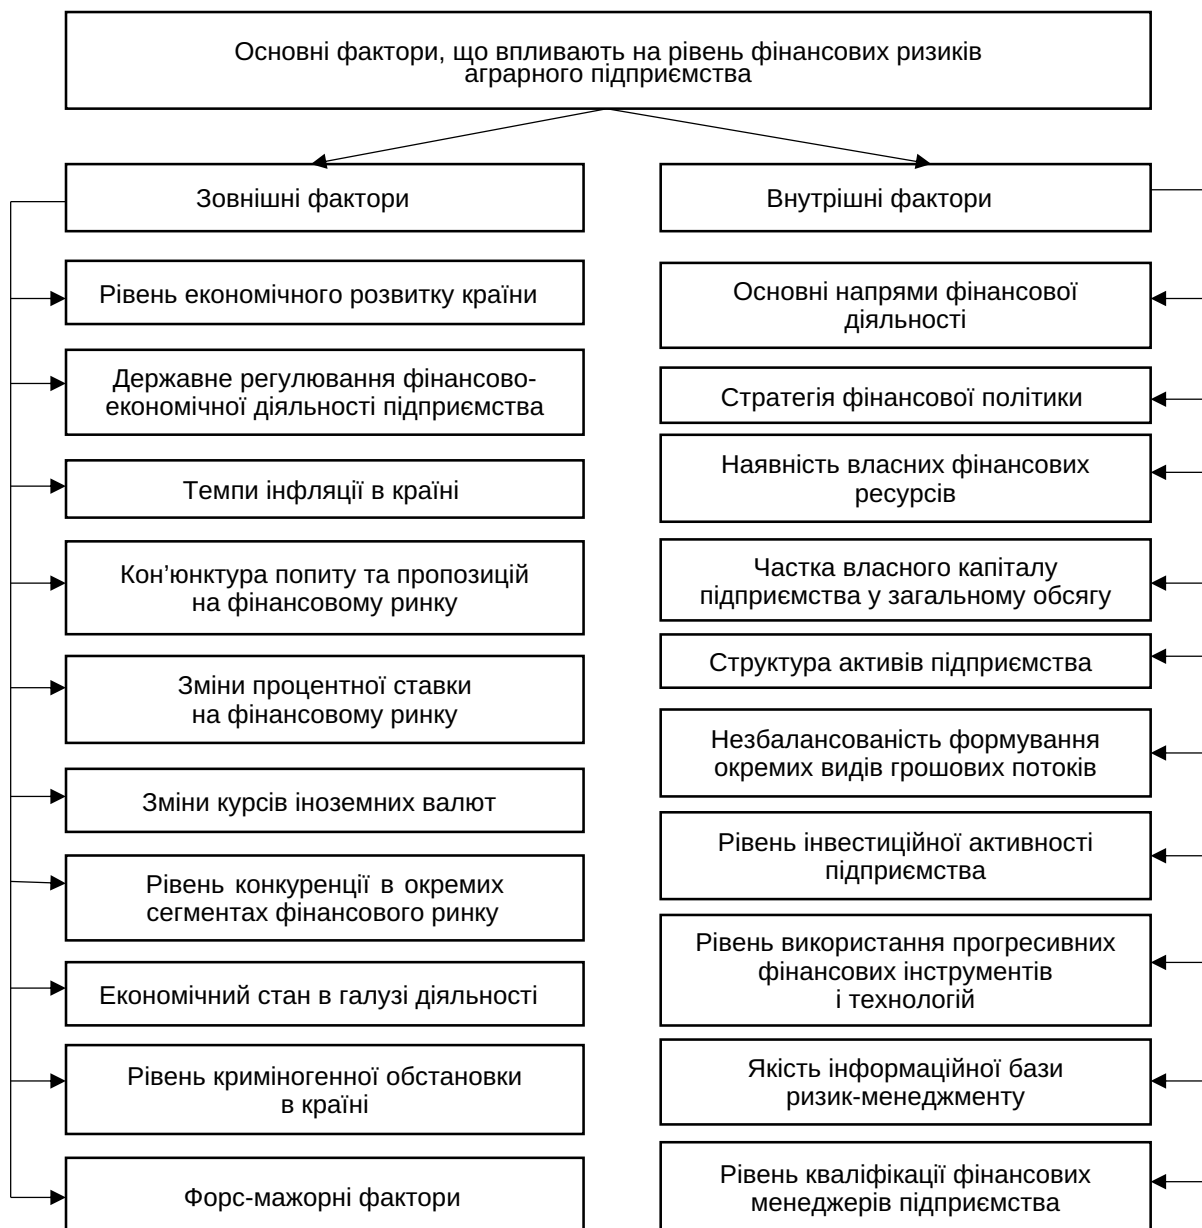 Основні фактори, що впливають на рівень фінансових ризиків
аграрного підприємства
Зовнішні фактори
Рівень економічного розвитку країни
Державне регулювання фінансово-
економічної діяльності підприємства
Темпи інфляції в країні
Кон’юнктура попиту та пропозицій
на фінансовому ринку
Зміни процентної ставки
на фінансовому ринку
Зміни курсів іноземних валют
Рівень конкуренції в окремих
сегментах фінансового ринку
Економічний стан в галузі діяльності
Рівень криміногенної обстановки
в країні
Форс-мажорні фактори
Внутрішні фактори
Основні напрями фінансової
діяльності
Стратегія фінансової політики
Наявність власних фінансових
ресурсів
Частка власного капіталу
підприємства у загальному обсягу
Структура активів підприємства
Незбалансованість формування
окремих видів грошових потоків
Рівень інвестиційної активності
підприємства
Рівень використання прогресивних
фінансових інструментів
і технологій
Якість інформаційної бази
ризик-менеджменту
Рівень кваліфікації фінансових
менеджерів підприємства